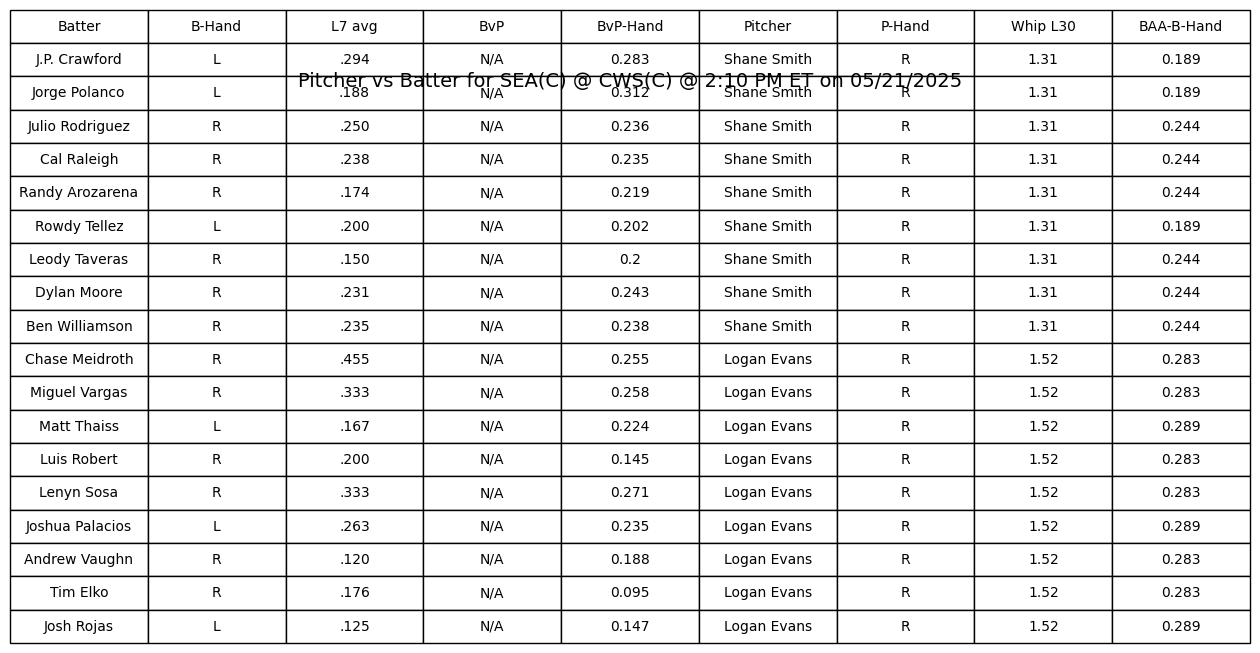 Batter B-Hand L7 avg BvP BvP-Hand Pitcher P-Hand Whip L30 BAA-B-Hand
J.P. Crawford L .294 N/A 0.283 Shane Smith R 1.31 0.189
Pitcher vs Batter for SEA(C) @ CWS(C) @ 2:10 PM ET on 05/21/2025
Jorge Polanco L .188 N/A 0.312 Shane Smith R 1.31 0.189
Julio Rodriguez R .250 N/A 0.236 Shane Smith R 1.31 0.244
Cal Raleigh R .238 N/A 0.235 Shane Smith R 1.31 0.244
Randy Arozarena R .174 N/A 0.219 Shane Smith R 1.31 0.244
Rowdy Tellez L .200 N/A 0.202 Shane Smith R 1.31 0.189
Leody Taveras R .150 N/A 0.2 Shane Smith R 1.31 0.244
Dylan Moore R .231 N/A 0.243 Shane Smith R 1.31 0.244
Ben Williamson R .235 N/A 0.238 Shane Smith R 1.31 0.244
Chase Meidroth R .455 N/A 0.255 Logan Evans R 1.52 0.283
Miguel Vargas R .333 N/A 0.258 Logan Evans R 1.52 0.283
Matt Thaiss L .167 N/A 0.224 Logan Evans R 1.52 0.289
Luis Robert R .200 N/A 0.145 Logan Evans R 1.52 0.283
Lenyn Sosa R .333 N/A 0.271 Logan Evans R 1.52 0.283
Joshua Palacios L .263 N/A 0.235 Logan Evans R 1.52 0.289
Andrew Vaughn R .120 N/A 0.188 Logan Evans R 1.52 0.283
Tim Elko R .176 N/A 0.095 Logan Evans R 1.52 0.283
Josh Rojas L .125 N/A 0.147 Logan Evans R 1.52 0.289